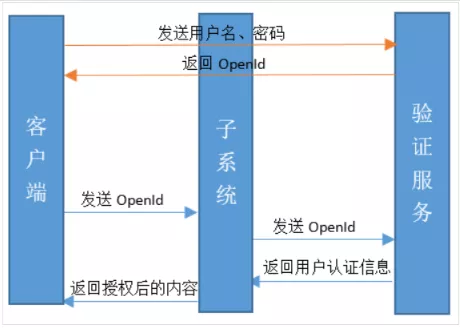 发送用户名、密码
返回 OpenId
客户端
子系统
验证服务
发送 OpenId
发送 OpenId
返回用户认证信息
返回授权后的内容